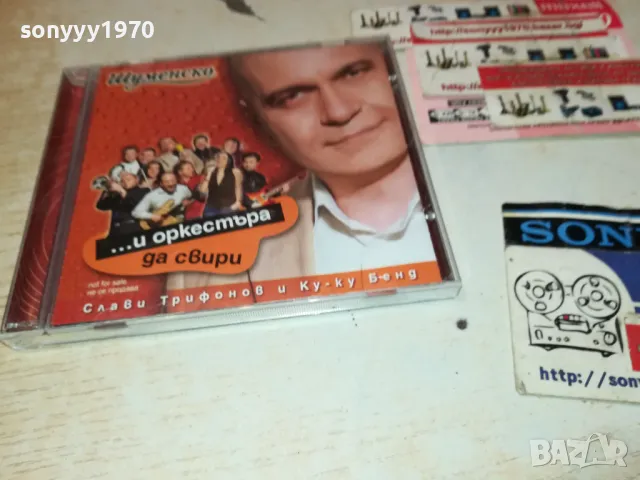 sonyyy1970
Шуменско
...и оркестъра
да свири
not for sale
не се продава
Слави Трифонов и Ку-ку Бенд
SON
http://sony
BAZAR.bg